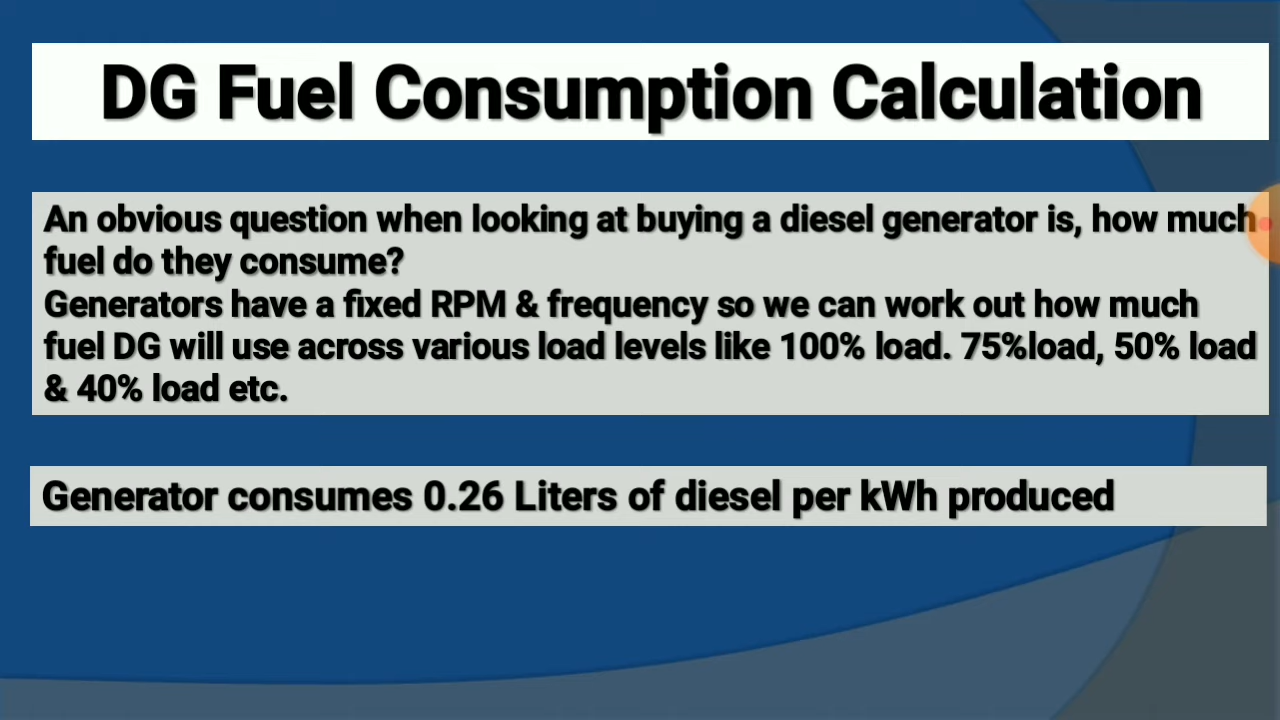 DG Fuel Consumption Calculation
An obvious question when looking at buying a diesel generator is, how much
fuel do they consume?
Generators have a fixed RPM & frequency so we can work out how much
fuel DG will use across various load levels like 100% load. 75%load, 50% load
& 40% load etc.
Generator consumes 0.26 Liters of diesel per kWh produced